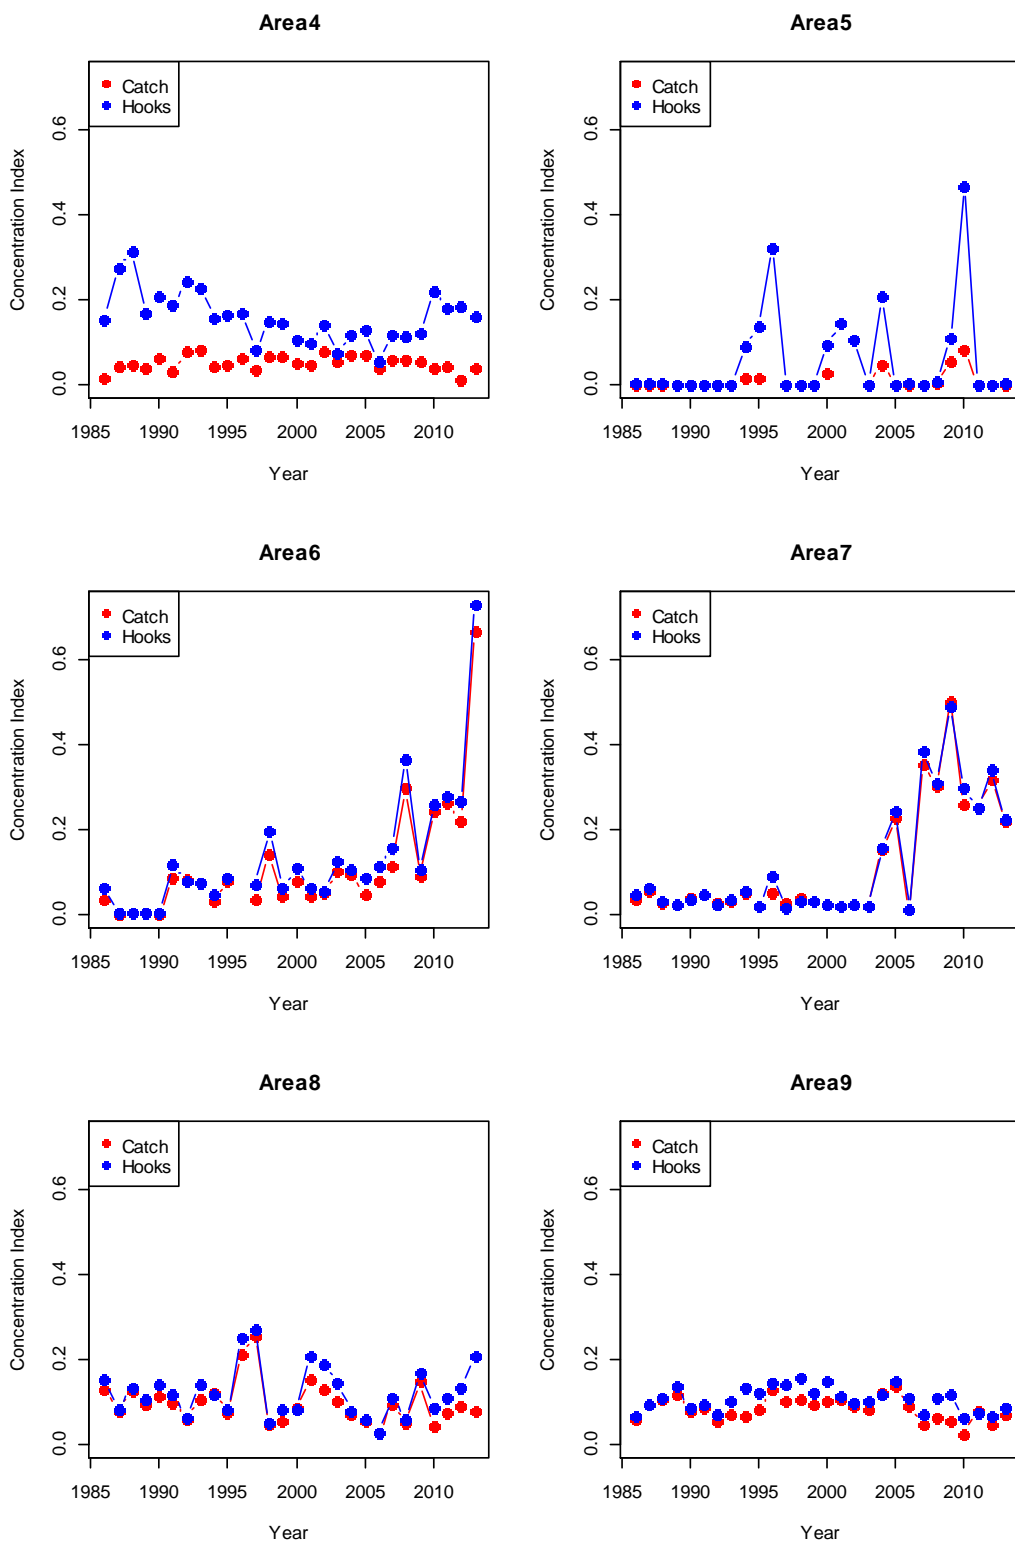 Area4
Catch
Hooks
Concentration Index
0.0 0.2 0.4 0.6
1985 1990 1995 2000 2005 2010
Year
Area5
Catch
Hooks
Concentration Index
0.0 0.2 0.4 0.6
1985 1990 1995 2000 2005 2010
Year
Area6
Catch
Hooks
Concentration Index
0.0 0.2 0.4 0.6
1985 1990 1995 2000 2005 2010
Year
Area7
Catch
Hooks
Concentration Index
0.0 0.2 0.4 0.6
1985 1990 1995 2000 2005 2010
Year
Area8
Catch
Hooks
Concentration Index
0.0 0.2 0.4 0.6
1985 1990 1995 2000 2005 2010
Year
Area9
Catch
Hooks
Concentration Index
0.0 0.2 0.4 0.6
1985 1990 1995 2000 2005 2010
Year